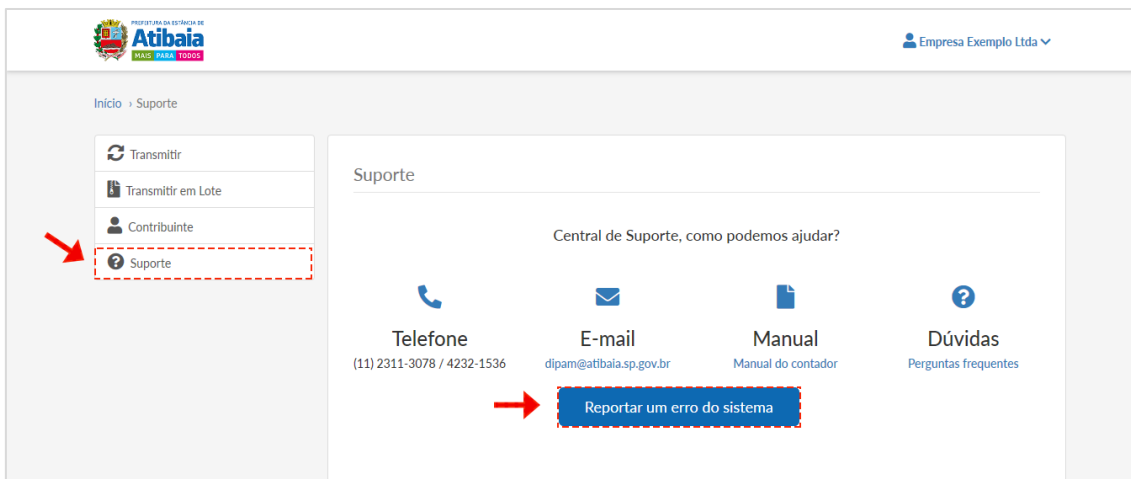 PREFEITURA DA ESTÂNCIA DE
Atibaia
MAIS PARA TODOS
Empresa Exemplo Ltda
Início › Suporte
Transmitir
Transmitir em Lote
Contribuinte
Suporte
Suporte
Central de Suporte, como podemos ajudar?
Telefone
(11) 2311-3078 / 4232-1536
E-mail
dipam@atibaia.sp.gov.br
Manual
Manual do contador
Dúvidas
Perguntas frequentes
Reportar um erro do sistema